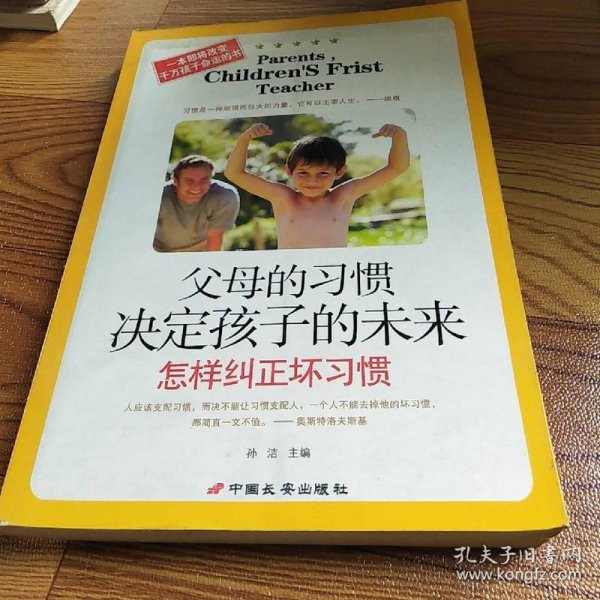 一本即将改变
千万孩子命运的书
Parents,
Children'S Frist
Teacher
习惯是一种顽强而巨大的力量，它可以主宰人生。——培根
父母的习惯
决定孩子的未来
怎样纠正坏习惯
人应该支配习惯，而决不能让习惯支配人，一个人不能去掉他的坏习惯，
那简直一文不值。——奥斯特洛夫斯基
孙 洁 主编
中国长安出版社
孔夫子旧书网
www.kongfz.com